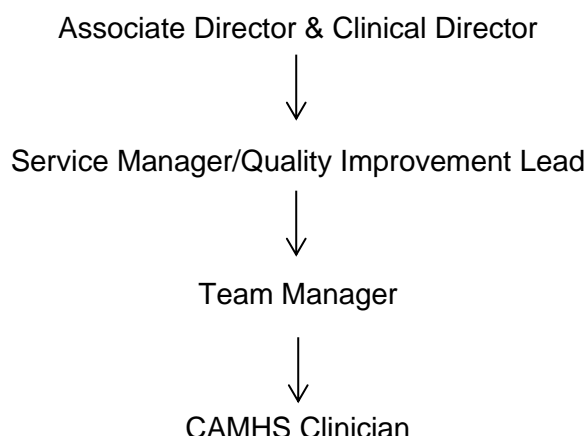 Associate Director & Clinical Director
Service Manager/Quality Improvement Lead
Team Manager
CAMHS Clinician